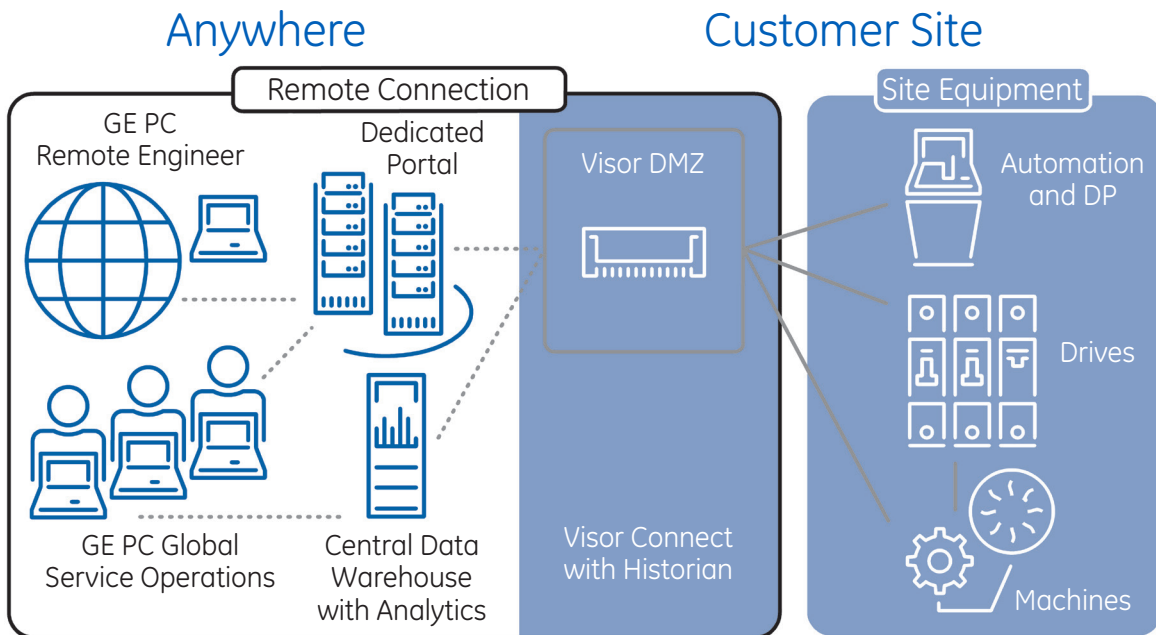 Anywhere
Customer Site
Remote Connection
Site Equipment
GE PC
Remote Engineer
Dedicated
Portal
Visor DMZ
Automation
and DP
Drives
GE PC Global
Service Operations
Central Data
Warehouse
with Analytics
Visor Connect
with Historian
Machines